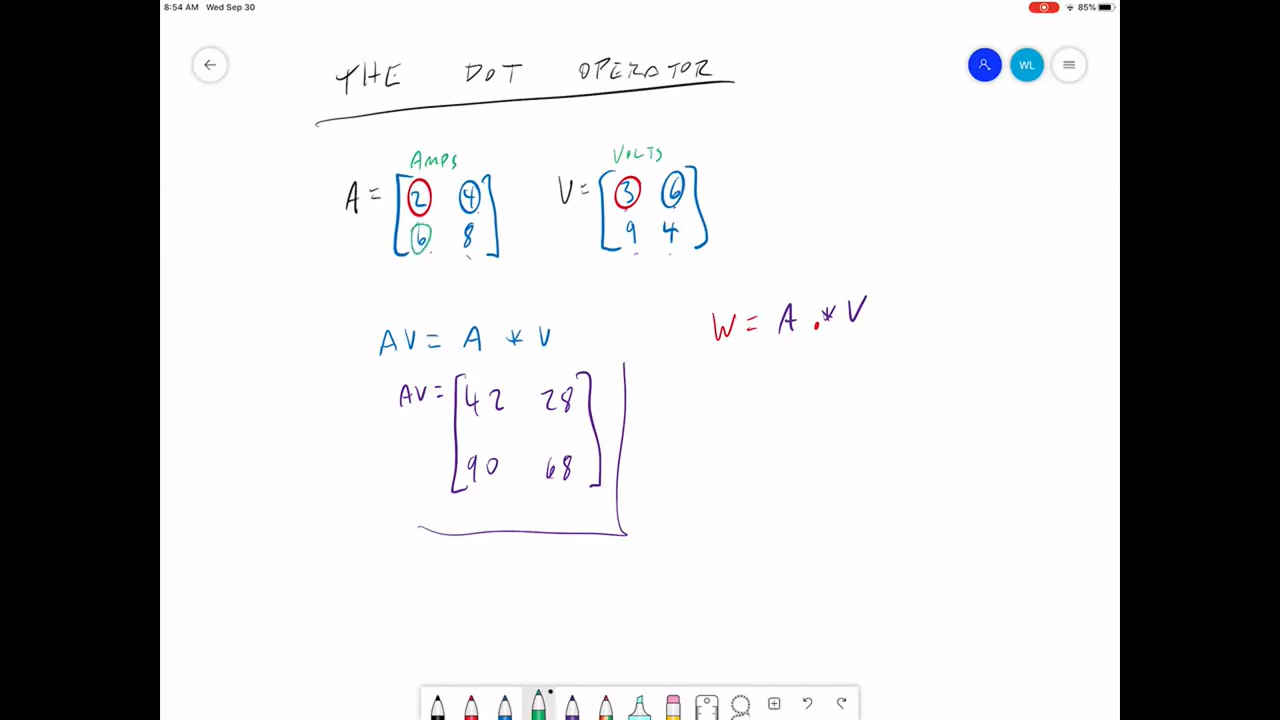 8:54 AM Wed Sep 30
85%
WL
THE DOT OPERATOR
AMPS VOLTS
A = [ 2 4 V = [ 3 6 ]
6 8 ] 9 4
W = A .* V
AV = A * V
AV = [ 42 28
90 68 ]